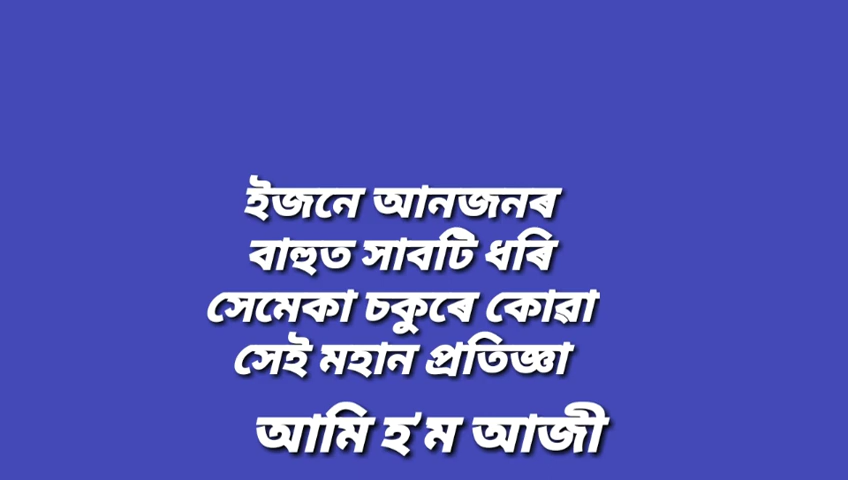 ইজনে আনজনৰ
বাহুত সাবটি ধৰি
সেমেকা চকুৰে কোৱা
সেই মহান প্ৰতিজ্ঞা
আমি হ'ম আজী